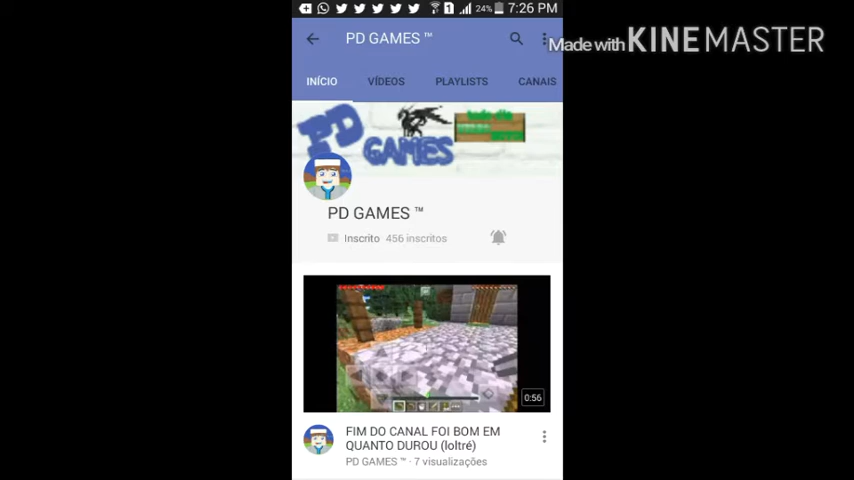 24% 7:26 PM
PD GAMES ™
Made with KINEMASTER
INÍCIO VÍDEOS PLAYLISTS CANAIS
PD
GAMES
PD GAMES ™
Inscrito 456 inscritos
0:56
FIM DO CANAL FOI BOM EM
QUANTO DUROU (loltré)
PD GAMES ™ · 7 visualizações